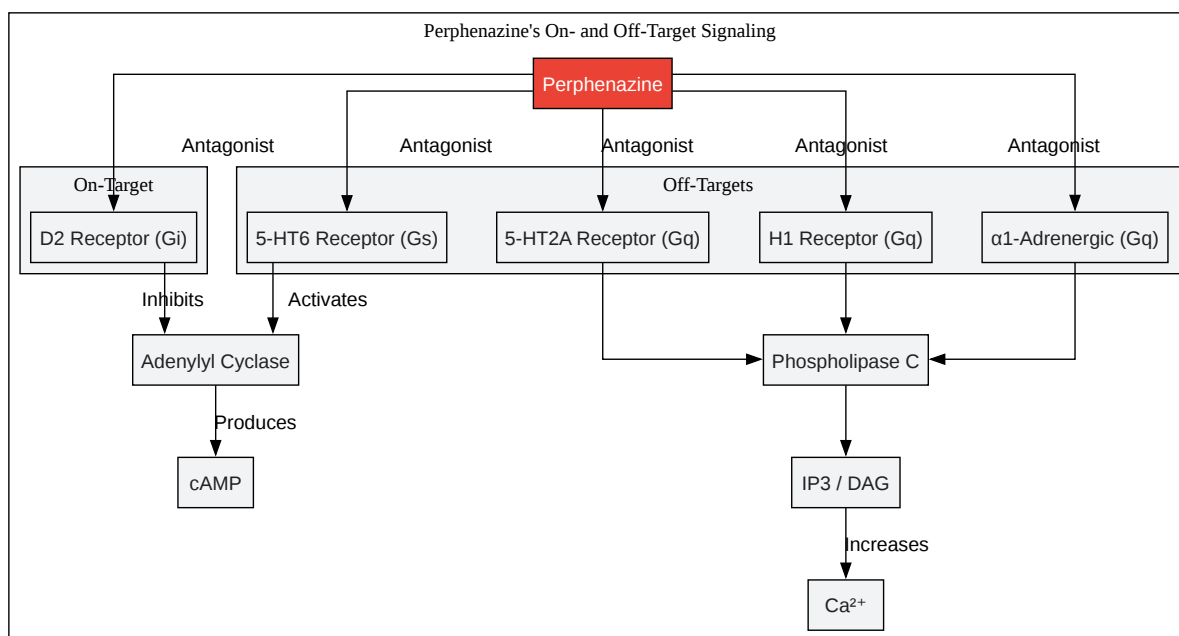 Perphenazine's On- and Off-Target Signaling
Perphenazine
Antagonist
Antagonist
Antagonist
Antagonist
Antagonist
On-Target
Off-Targets
D2 Receptor (Gi)
5-HT6 Receptor (Gs)
5-HT2A Receptor (Gq)
H1 Receptor (Gq)
α1-Adrenergic (Gq)
Inhibits
Activates
Adenylyl Cyclase
Phospholipase C
Produces
cAMP
IP3 / DAG
Increases
Ca²⁺